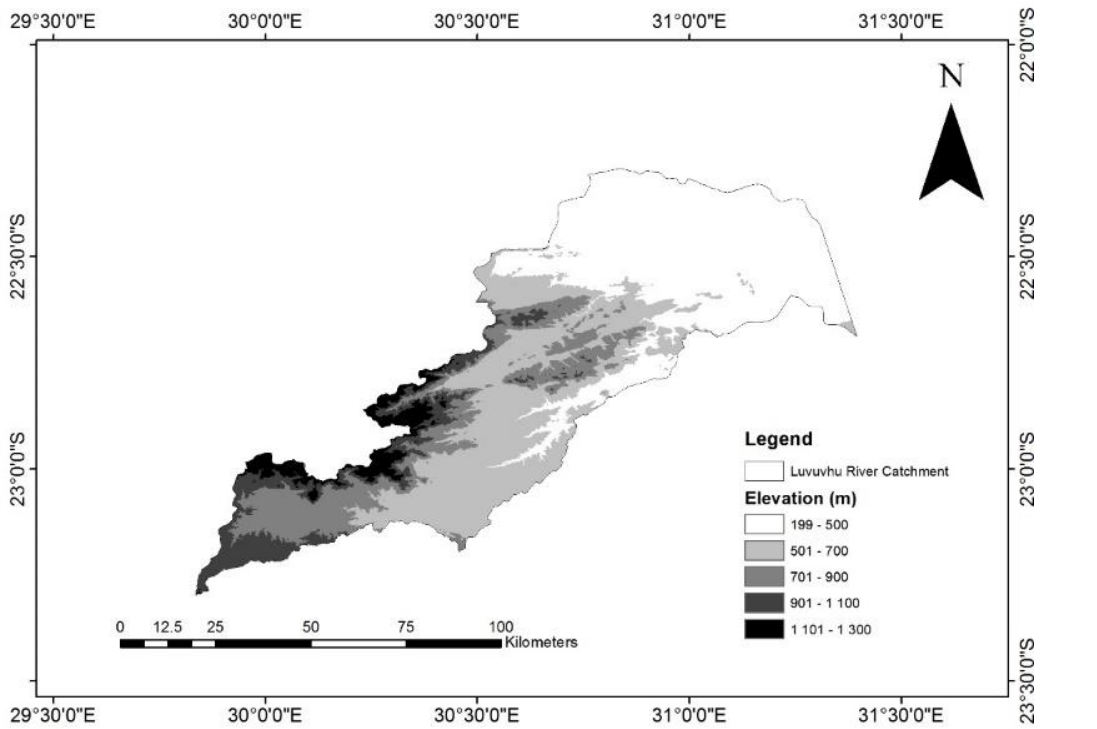 29°30'0"E 30°0'0"E 30°30'0"E 31°0'0"E 31°30'0"E
22°0'0"S
N
22°30'0"S 22°30'0"S
23°0'0"S 23°0'0"S
Legend
Luvuvhu River Catchment
Elevation (m)
199 - 500
501 - 700
701 - 900
901 - 1 100
1 101 - 1 300
0 12.5 25 50 75 100
Kilometers
23°30'0"S
29°30'0"E 30°0'0"E 30°30'0"E 31°0'0"E 31°30'0"E